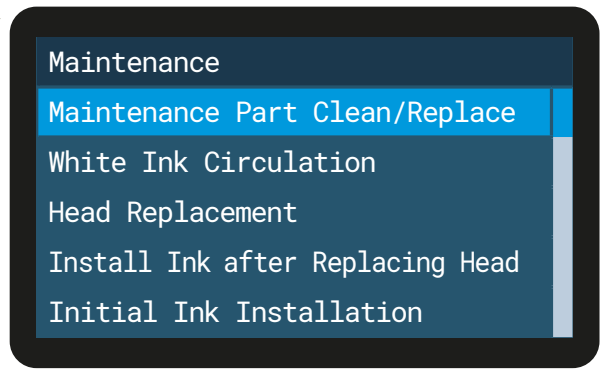 Maintenance
Maintenance Part Clean/Replace
White Ink Circulation
Head Replacement
Install Ink after Replacing Head
Initial Ink Installation